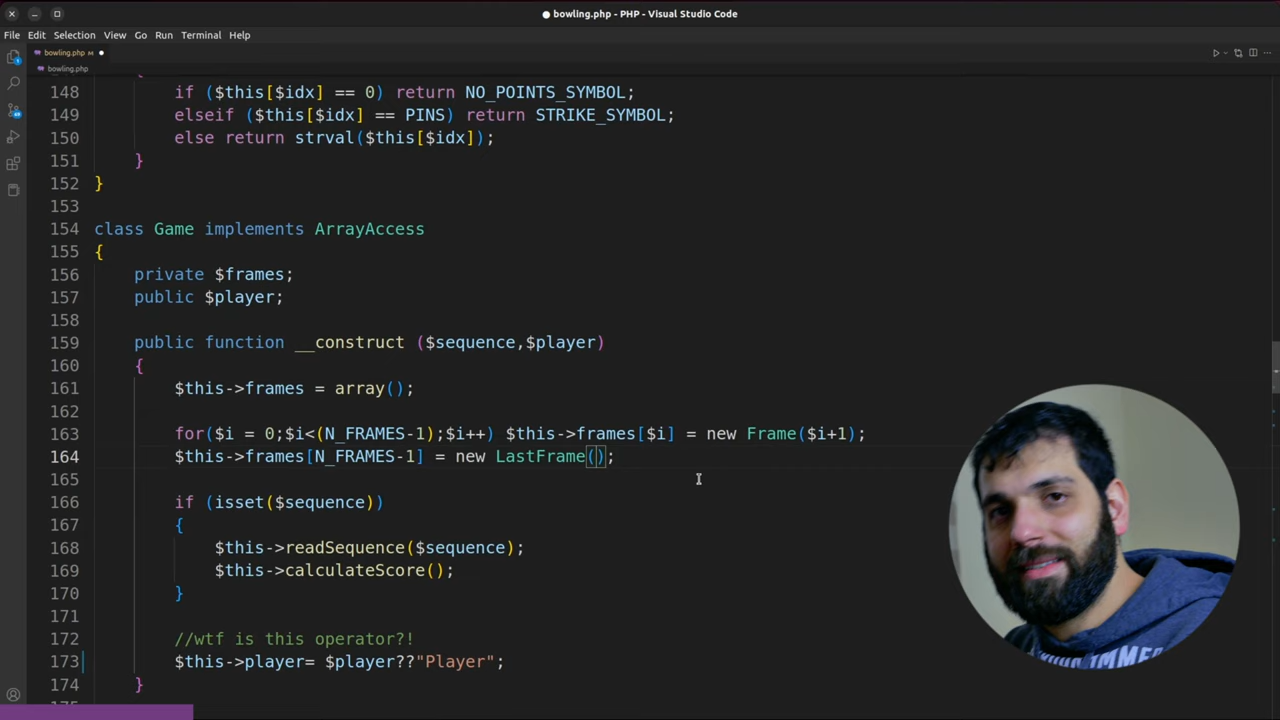 bowling.php - PHP - Visual Studio Code
File Edit Selection View Go Run Terminal Help
bowling.php M
bowling.php
148 if ($this[$idx] == 0) return NO_POINTS_SYMBOL;
149 elseif ($this[$idx] == PINS) return STRIKE_SYMBOL;
150 else return strval($this[$idx]);
151 }
152 }
153
154 class Game implements ArrayAccess
155 {
156 private $frames;
157 public $player;
158
159 public function __construct ($sequence,$player)
160 {
161 $this->frames = array();
162
163 for($i = 0;$i<(N_FRAMES-1);$i++) $this->frames[$i] = new Frame($i+1);
164 $this->frames[N_FRAMES-1] = new LastFrame();
165
166 if (isset($sequence))
167 {
168 $this->readSequence($sequence);
169 $this->calculateScore();
170 }
171
172 //wtf is this operator?!
173 $this->player= $player??"Player";
174 }